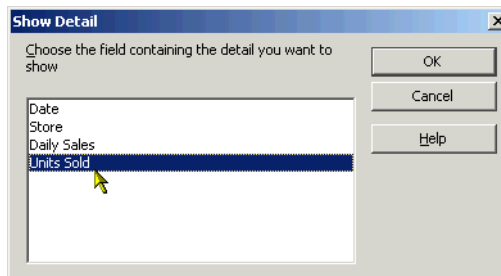 Show Detail
Choose the field containing the detail you want to
show
OK
Cancel
Help
Date
Store
Daily Sales
Units Sold